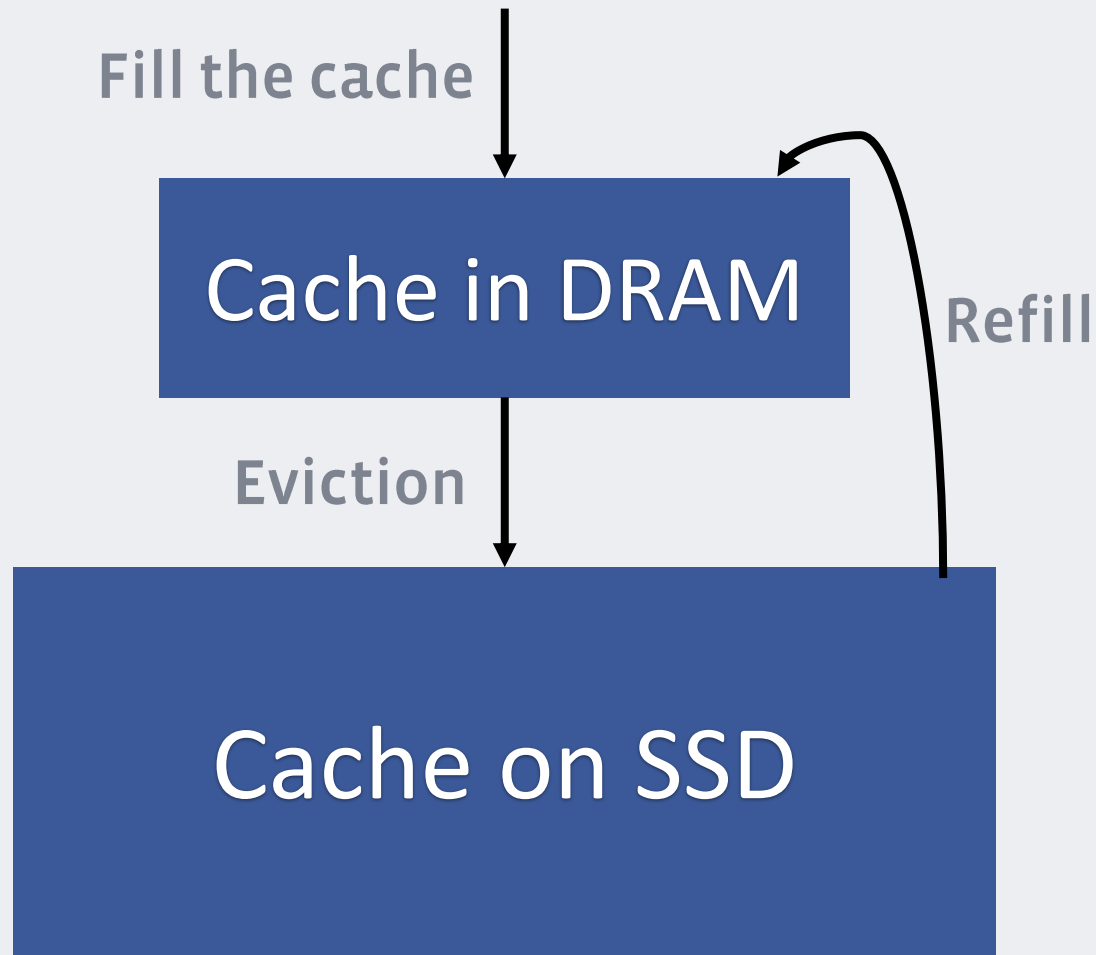 Fill the cache
Cache in DRAM
Refill
Eviction
Cache on SSD